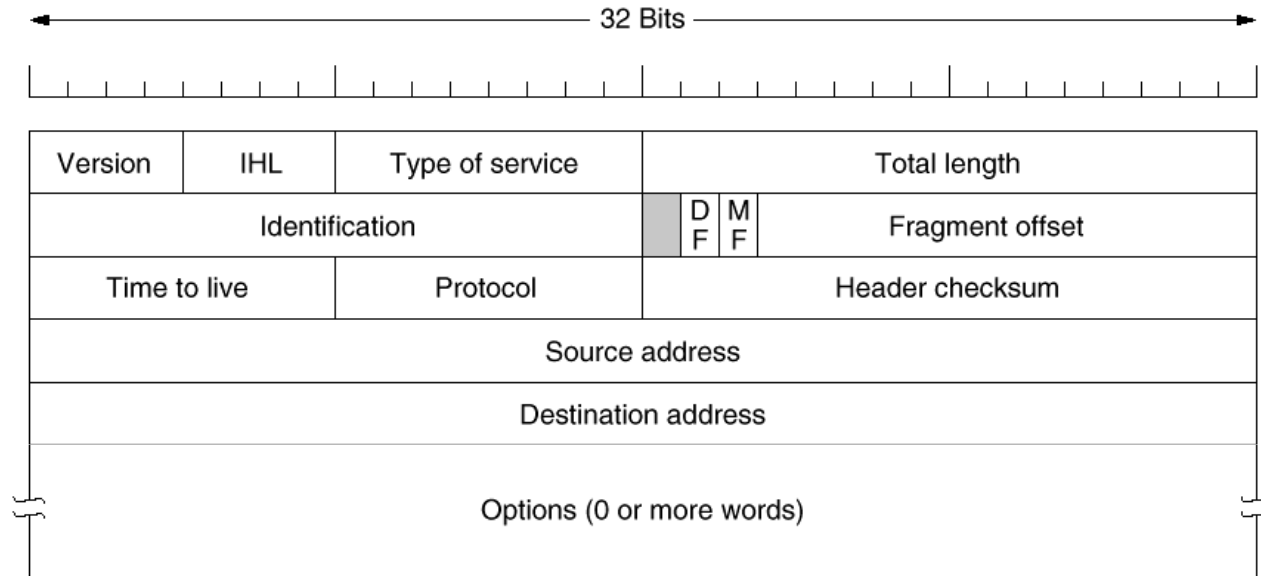 32 Bits
Version IHL Type of service Total length
Identification D F M F Fragment offset
Time to live Protocol Header checksum
Source address
Destination address
Options (0 or more words)